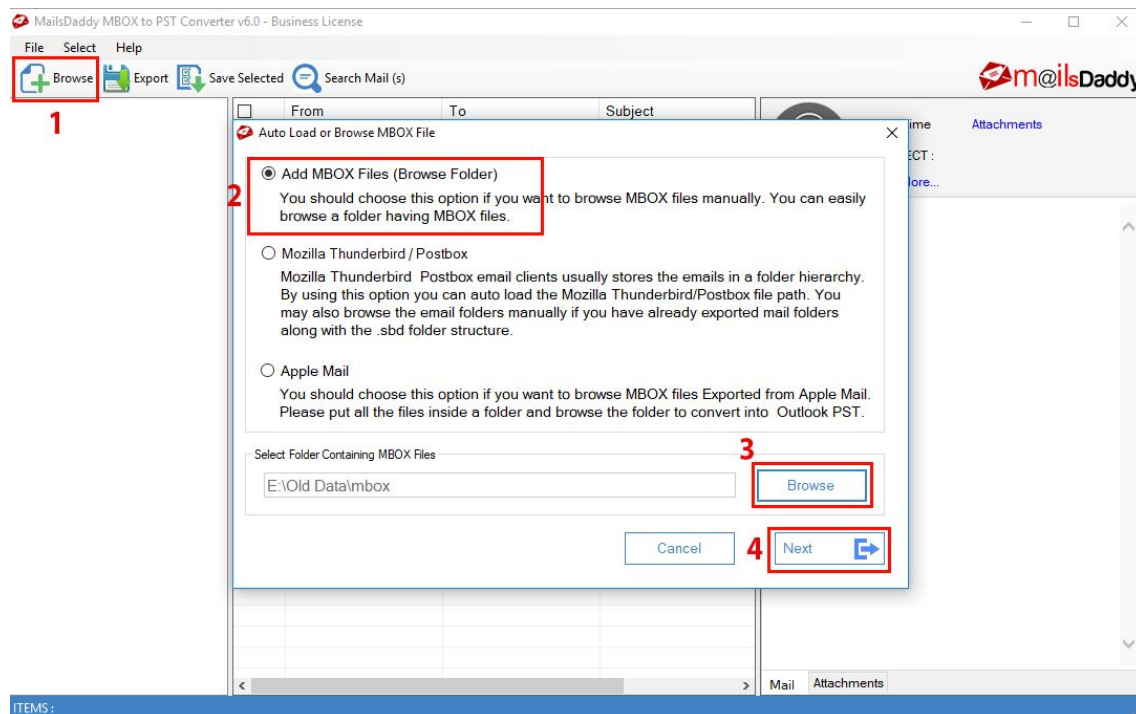 MailsDaddy MBOX to PST Converter v6.0 - Business License
File Select Help
Browse Export Save Selected Search Mail (s)
m@ilsDaddy
1
From To Subject
Auto Load or Browse MBOX File
ime Attachments
ECT :
lore...
2
Add MBOX Files (Browse Folder)
You should choose this option if you want to browse MBOX files manually. You can easily
browse a folder having MBOX files.
Mozilla Thunderbird / Postbox
Mozilla Thunderbird Postbox email clients usually stores the emails in a folder hierarchy.
By using this option you can auto load the Mozilla Thunderbird/Postbox file path. You
may also browse the email folders manually if you have already exported mail folders
along with the .sbd folder structure.
Apple Mail
You should choose this option if you want to browse MBOX files Exported from Apple Mail.
Please put all the files inside a folder and browse the folder to convert into Outlook PST.
Select Folder Containing MBOX Files
3
E:\Old Data\mbox
Browse
Cancel
4
Next
Mail Attachments
ITEMS :